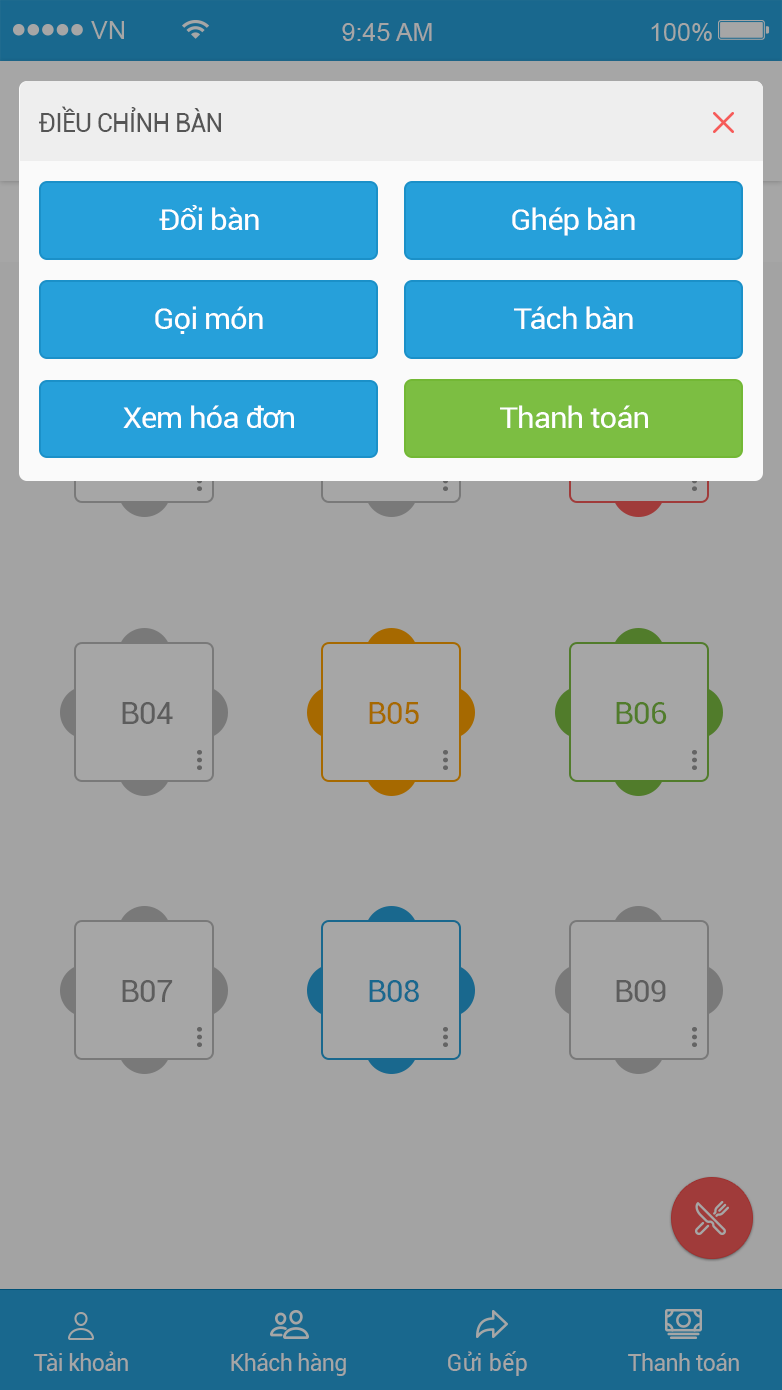 VN 9:45 AM 100%
ĐIỀU CHỈNH BÀN
Đổi bàn Ghép bàn
Gọi món Tách bàn
Xem hóa đơn Thanh toán
B04 B05 B06
B07 B08 B09
Tài khoản Khách hàng Gửi bếp Thanh toán